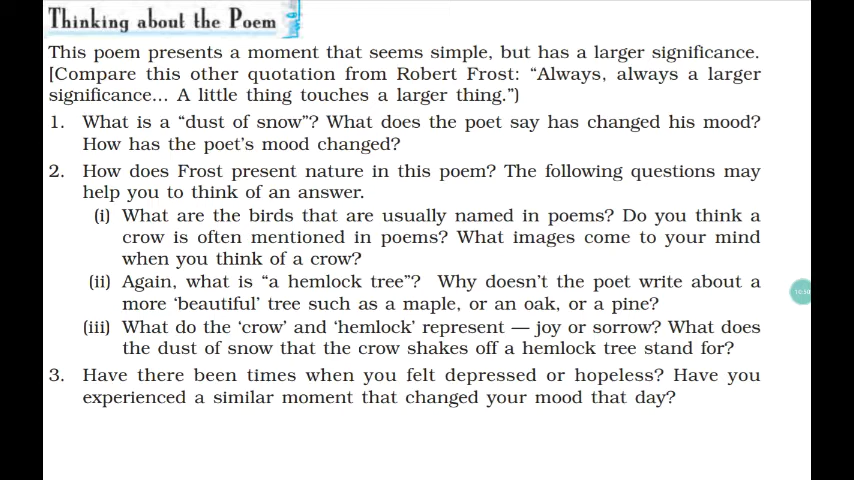 Thinking about the Poem
This poem presents a moment that seems simple, but has a larger significance.
[Compare this other quotation from Robert Frost: “Always, always a larger
significance... A little thing touches a larger thing.”)
1. What is a “dust of snow”? What does the poet say has changed his mood?
How has the poet’s mood changed?
2. How does Frost present nature in this poem? The following questions may
help you to think of an answer.
(i) What are the birds that are usually named in poems? Do you think a
crow is often mentioned in poems? What images come to your mind
when you think of a crow?
(ii) Again, what is “a hemlock tree”? Why doesn’t the poet write about a
more ‘beautiful’ tree such as a maple, or an oak, or a pine?
(iii) What do the ‘crow’ and ‘hemlock’ represent — joy or sorrow? What does
the dust of snow that the crow shakes off a hemlock tree stand for?
3. Have there been times when you felt depressed or hopeless? Have you
experienced a similar moment that changed your mood that day?